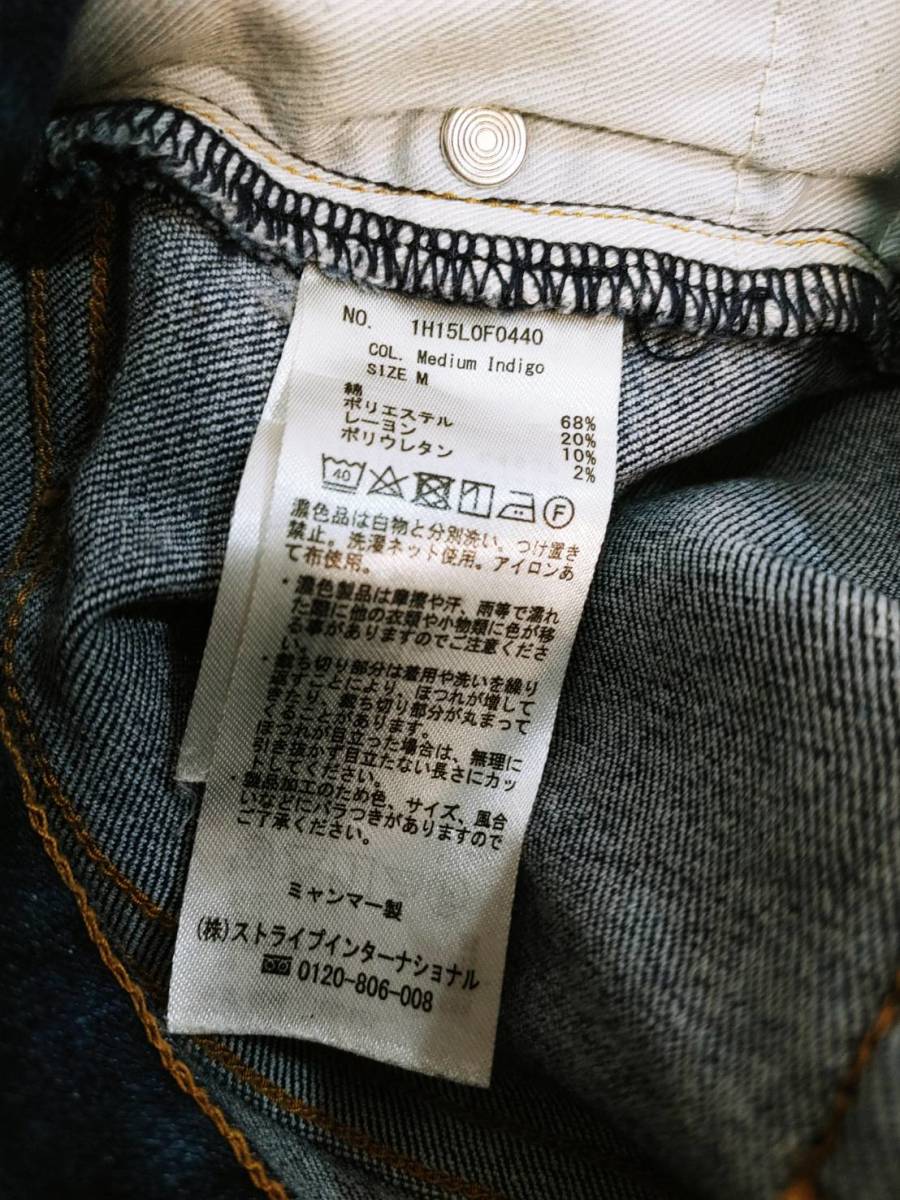 NO. 1H15L0F0440
COL. Medium Indigo
SIZE M
綿 68%
ポリエステル 20%
レーヨン 10%
ポリウレタン 2%
40
F
濃色品は白物と分別洗い。つけ置き
禁止。洗濯ネット使用。アイロンあ
て布使用。
・濃色製品は摩擦や汗、雨等で濡れ
た際に他の衣類や小物類に色が移
る事がありますのでご注意くださ
い。
・裁ち切り部分は着用や洗いを繰り
返すことにより、ほつれが増して
きたり、裁ち切り部分が丸まって
くることがあります。
ほつれが目立った場合は、無理に
引き抜かず目立たない長さにカッ
トしてください。
・製品加工のため色、サイズ、風合
いなどにバラつきがありますので
ご了承ください。
ミャンマー製
(株)ストライプインターナショナル
0120-806-008